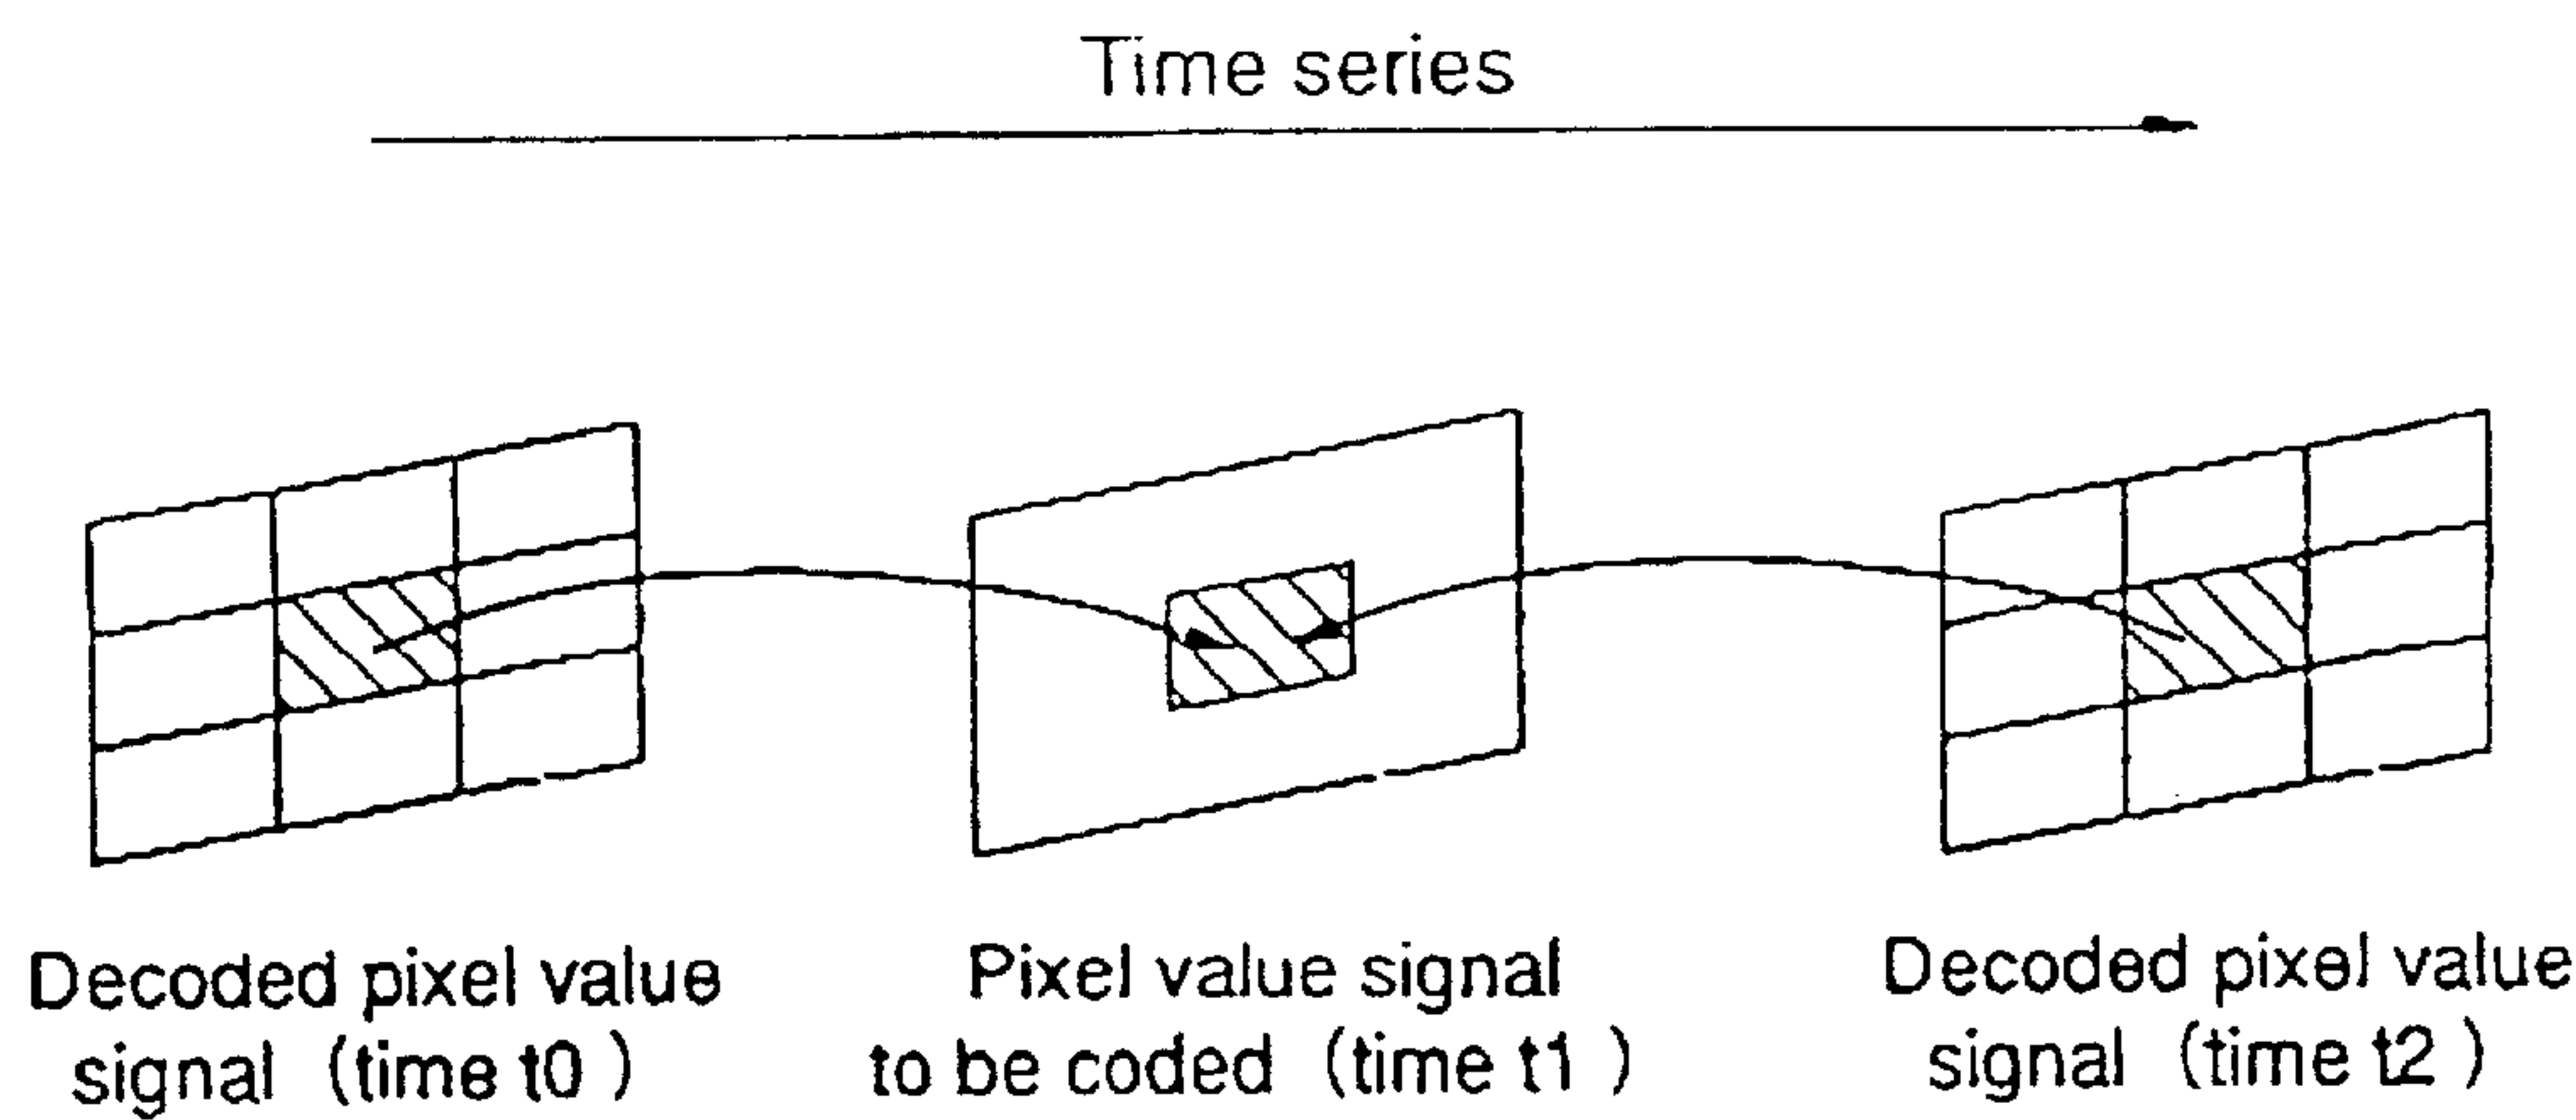 Time series
Decoded pixel value
signal (time t0 )
Pixel value signal
to be coded (time t1 )
Decoded pixel value
signal (time t2 )